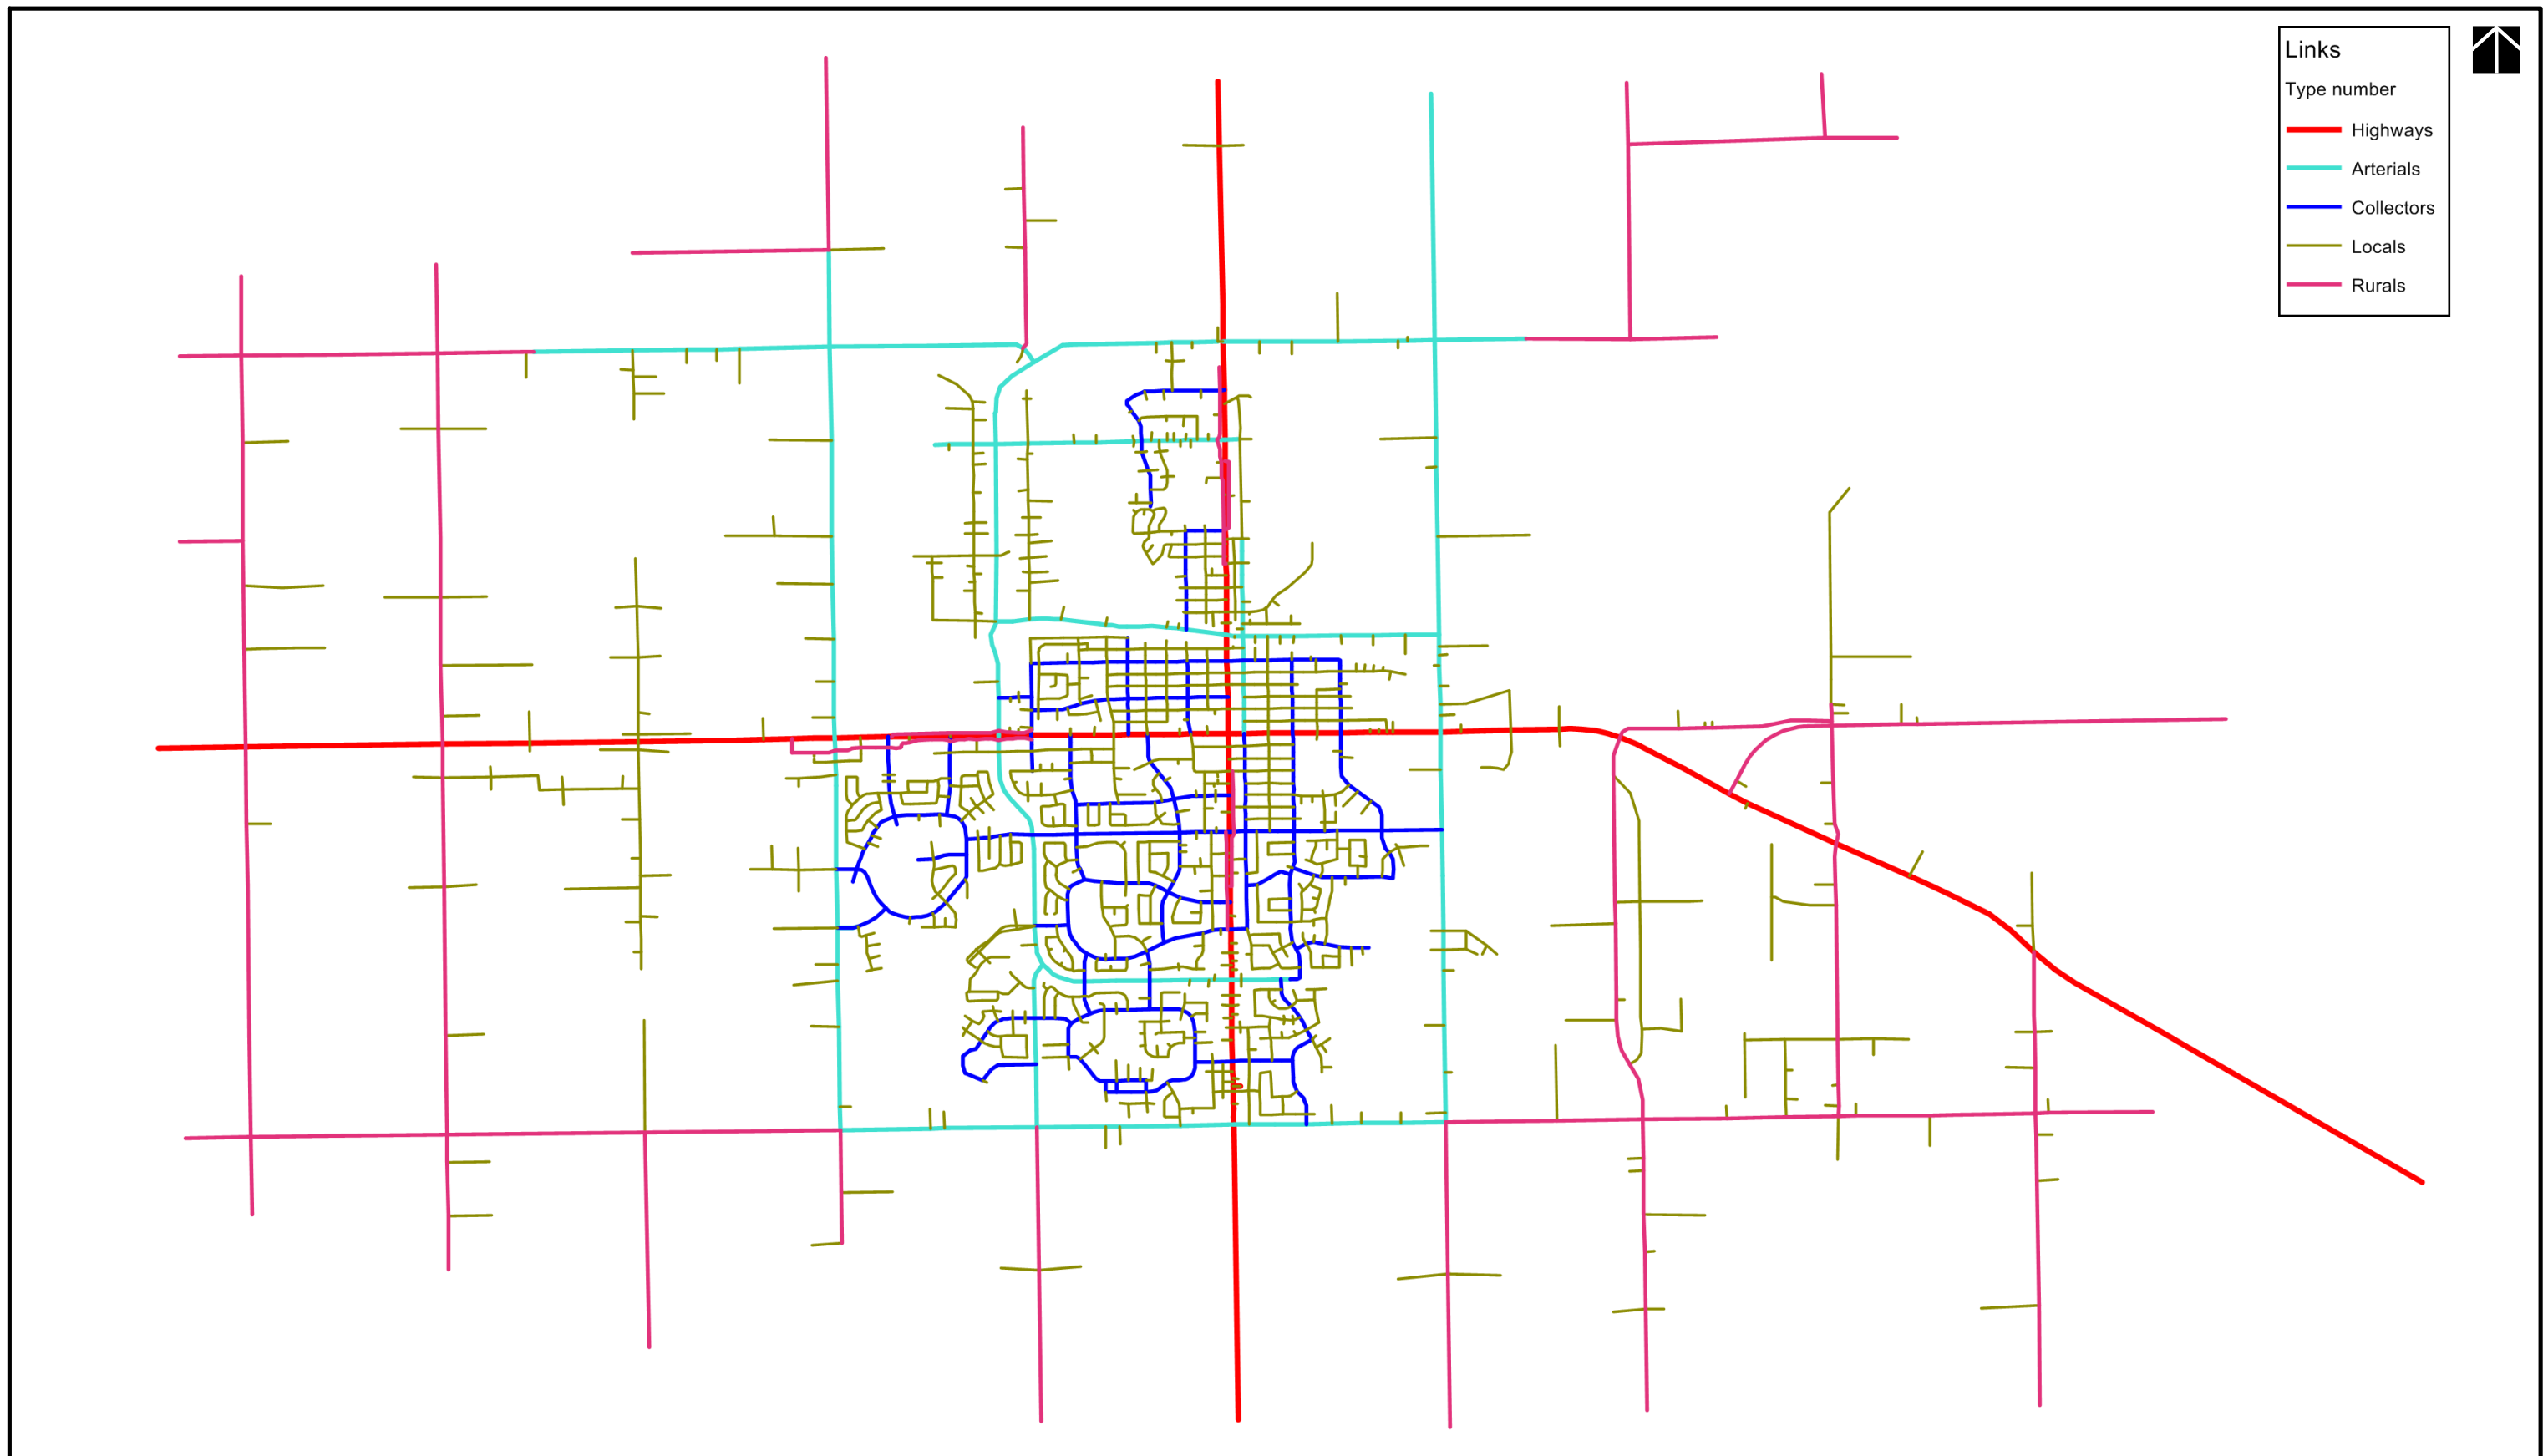 Links
Type number
Highways
Arterials
Collectors
Locals
Rurals